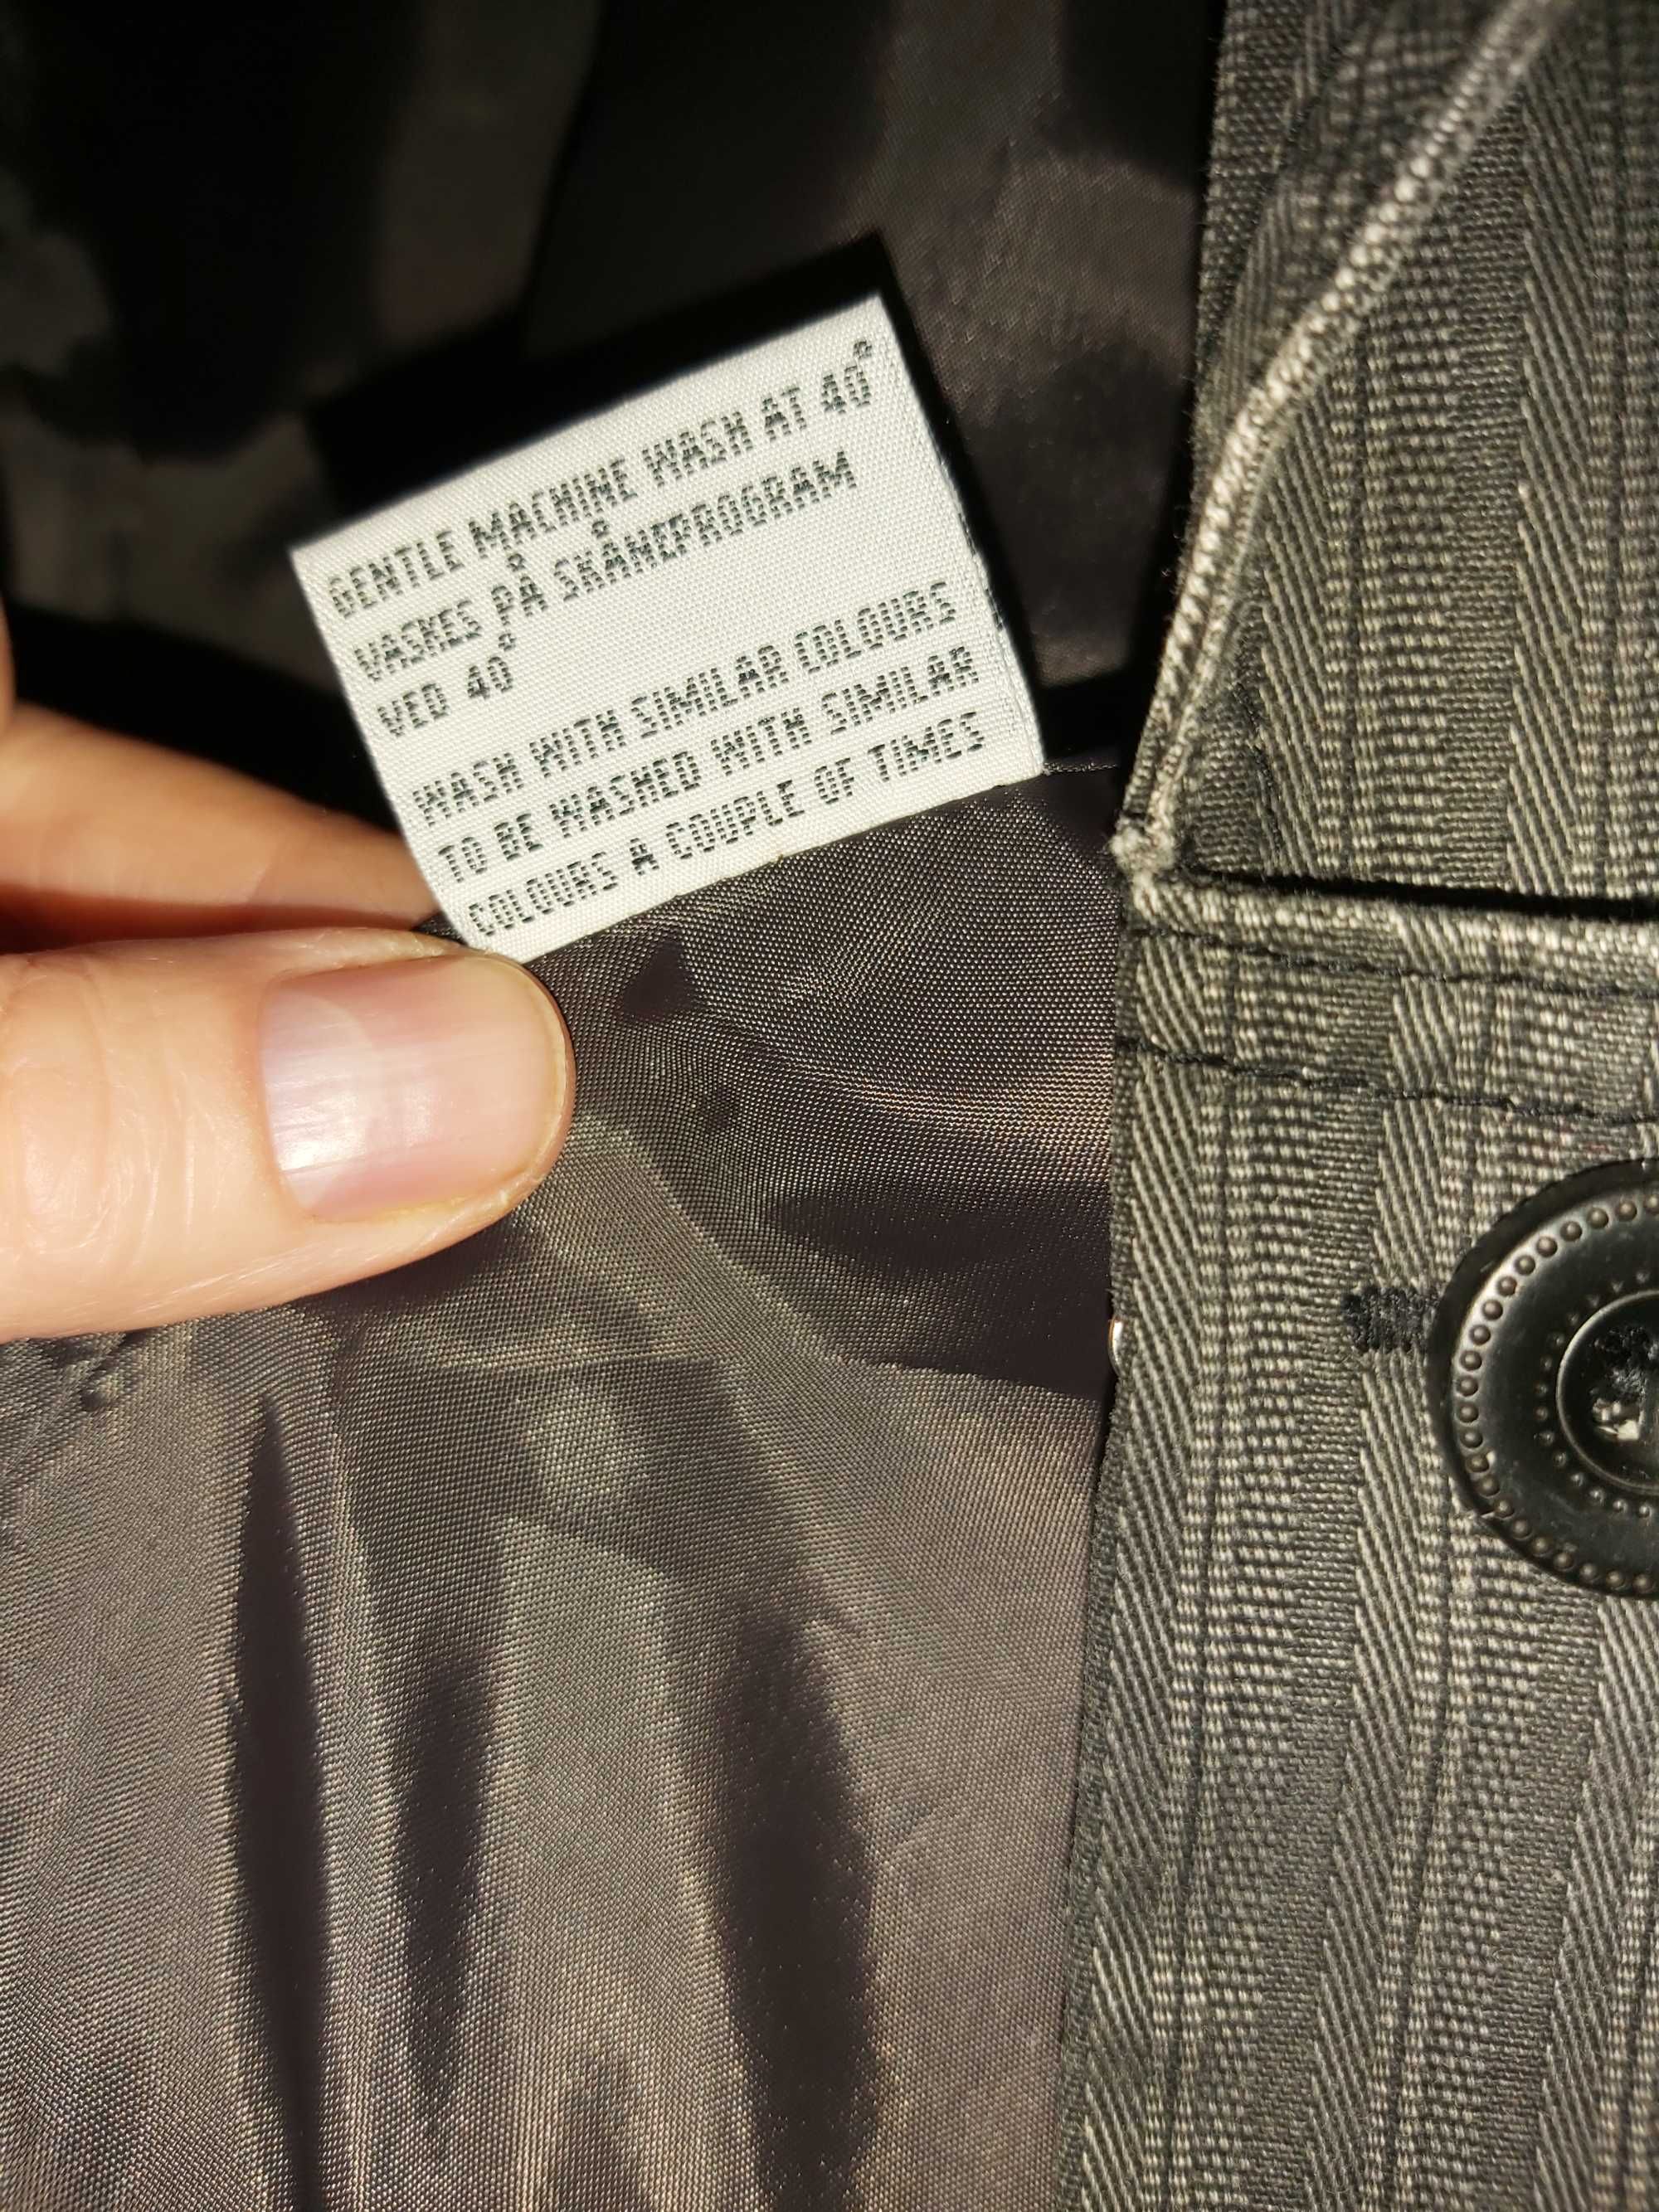 GENTLE MACHINE WASH AT 40°
VASKES PÅ SKÅNEPROGRAM
VED 40°
WASH WITH SIMILAR COLOURS
TO BE WASHED WITH SIMILAR
COLOURS A COUPLE OF TIMES